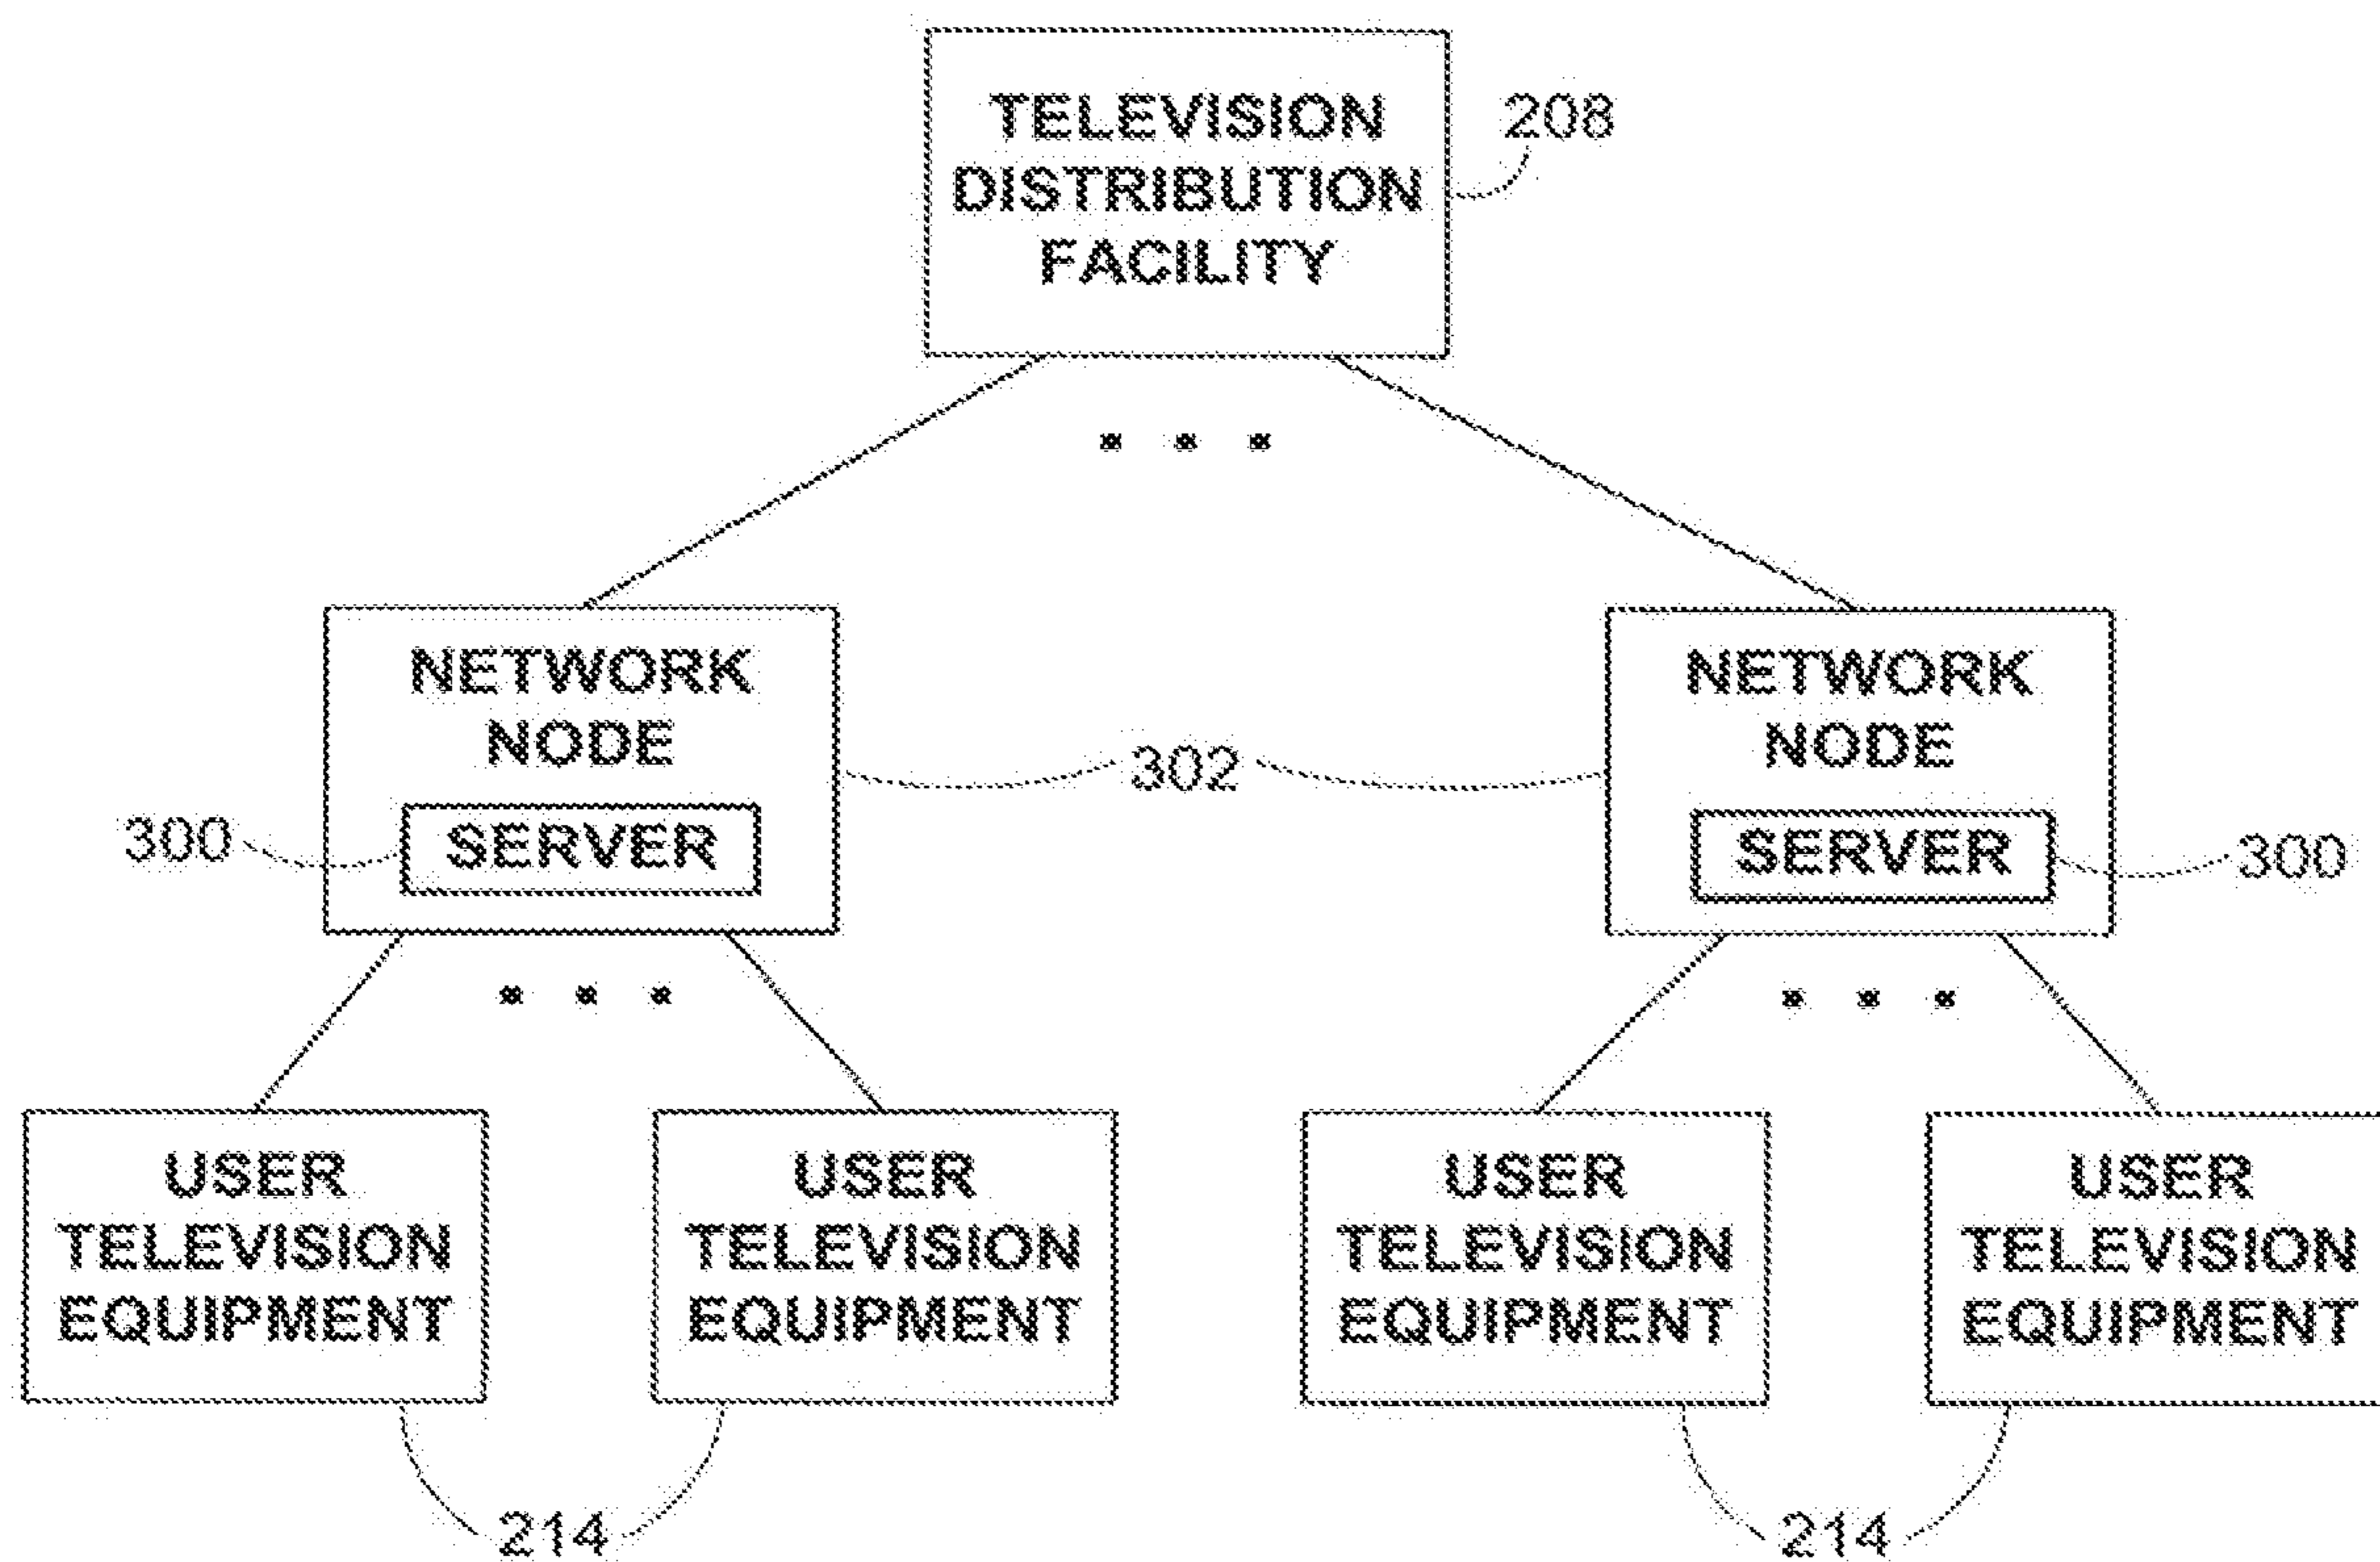 TELEVISION
DISTRIBUTION
FACILITY
208
NETWORK
NODE
SERVER
300
302
NETWORK
NODE
SERVER
300
USER
TELEVISION
EQUIPMENT
USER
TELEVISION
EQUIPMENT
214
USER
TELEVISION
EQUIPMENT
USER
TELEVISION
EQUIPMENT
214